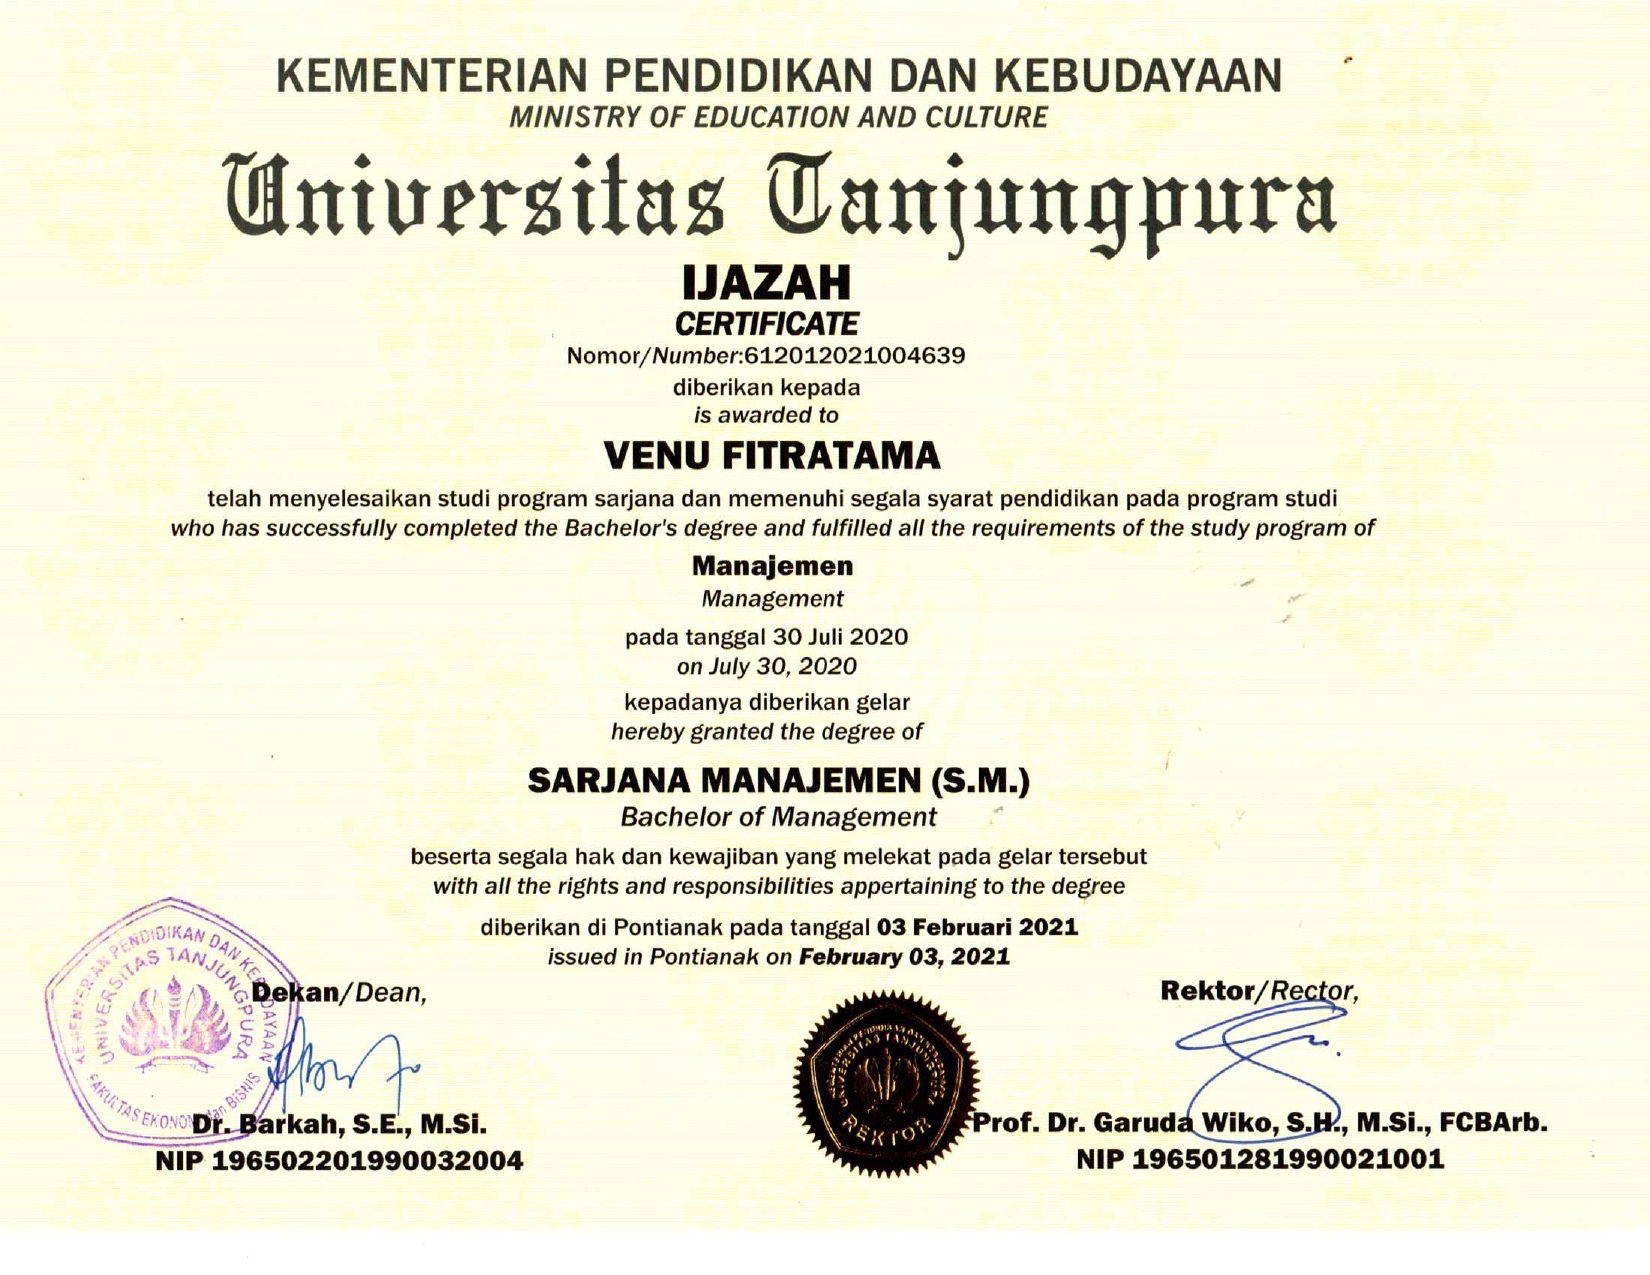 KEMENTERIAN PENDIDIKAN DAN KEBUDAYAAN
MINISTRY OF EDUCATION AND CULTURE
Universitas Tanjungpura
IJAZAH
CERTIFICATE
Nomor/Number:612012021004639
diberikan kepada
is awarded to
VENU FITRATAMA
telah menyelesaikan studi program sarjana dan memenuhi segala syarat pendidikan pada program studi
who has successfully completed the Bachelor's degree and fulfilled all the requirements of the study program of
Manajemen
Management
pada tanggal 30 Juli 2020
on July 30, 2020
kepadanya diberikan gelar
hereby granted the degree of
SARJANA MANAJEMEN (S.M.)
Bachelor of Management
beserta segala hak dan kewajiban yang melekat pada gelar tersebut
with all the rights and responsibilities appertaining to the degree
diberikan di Pontianak pada tanggal 03 Februari 2021
issued in Pontianak on February 03, 2021
KEMENTERIAN PENDIDIKAN DAN KEBUDAYAAN
UNIVERSITAS TANJUNGPURA
FAKULTAS EKONOMI dan BISNIS
Dekan/Dean,
Dr. Barkah, S.E., M.Si.
NIP 196502201990032004
UNIVERSITAS TANJUNGPURA
REKTOR
Rektor/Rector,
Prof. Dr. Garuda Wiko, S.H., M.Si., FCBArb.
NIP 196501281990021001